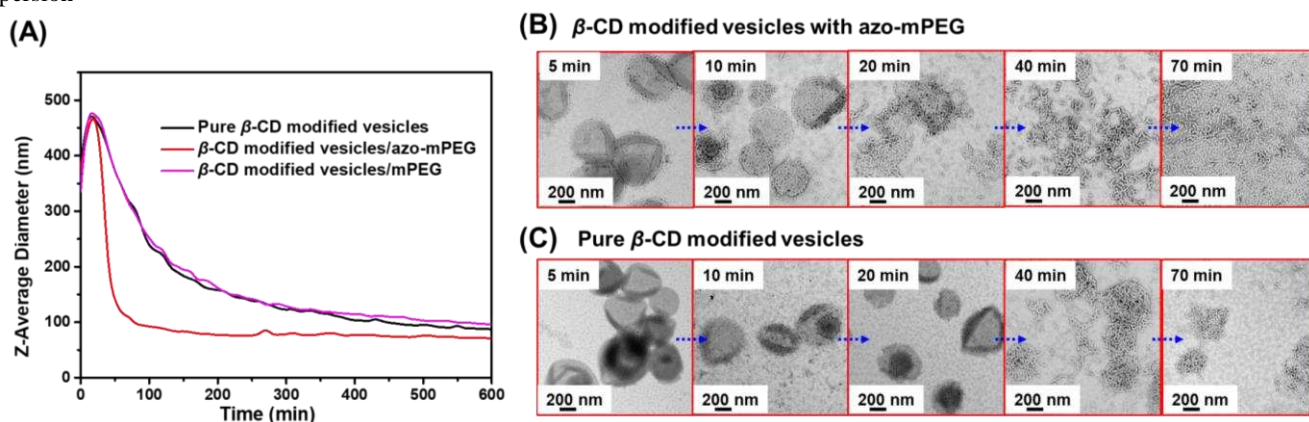 persion
(A)
Z-Average Diameter (nm)
500
400
300
200
100
0
Pure β-CD modified vesicles
β-CD modified vesicles/azo-mPEG
β-CD modified vesicles/mPEG
0 100 200 300 400 500 600
Time (min)
(B) β-CD modified vesicles with azo-mPEG
5 min 10 min 20 min 40 min 70 min
200 nm 200 nm 200 nm 200 nm 200 nm
(C) Pure β-CD modified vesicles
5 min 10 min 20 min 40 min 70 min
200 nm 200 nm 200 nm 200 nm 200 nm